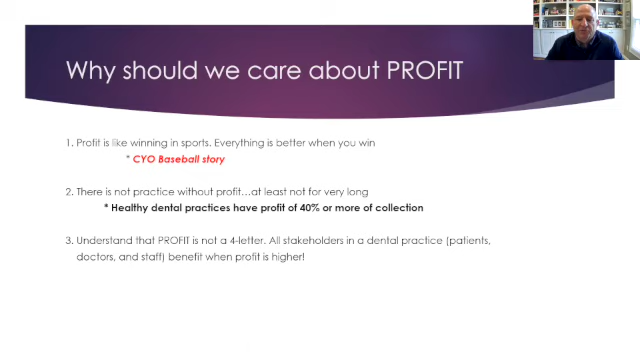 Why should we care about PROFIT
1. Profit is like winning in sports. Everything is better when you win
* CYO Baseball story
2. There is not practice without profit...at least not for very long
* Healthy dental practices have profit of 40% or more of collection
3. Understand that PROFIT is not a 4-letter. All stakeholders in a dental practice (patients,
doctors, and staff) benefit when profit is higher!